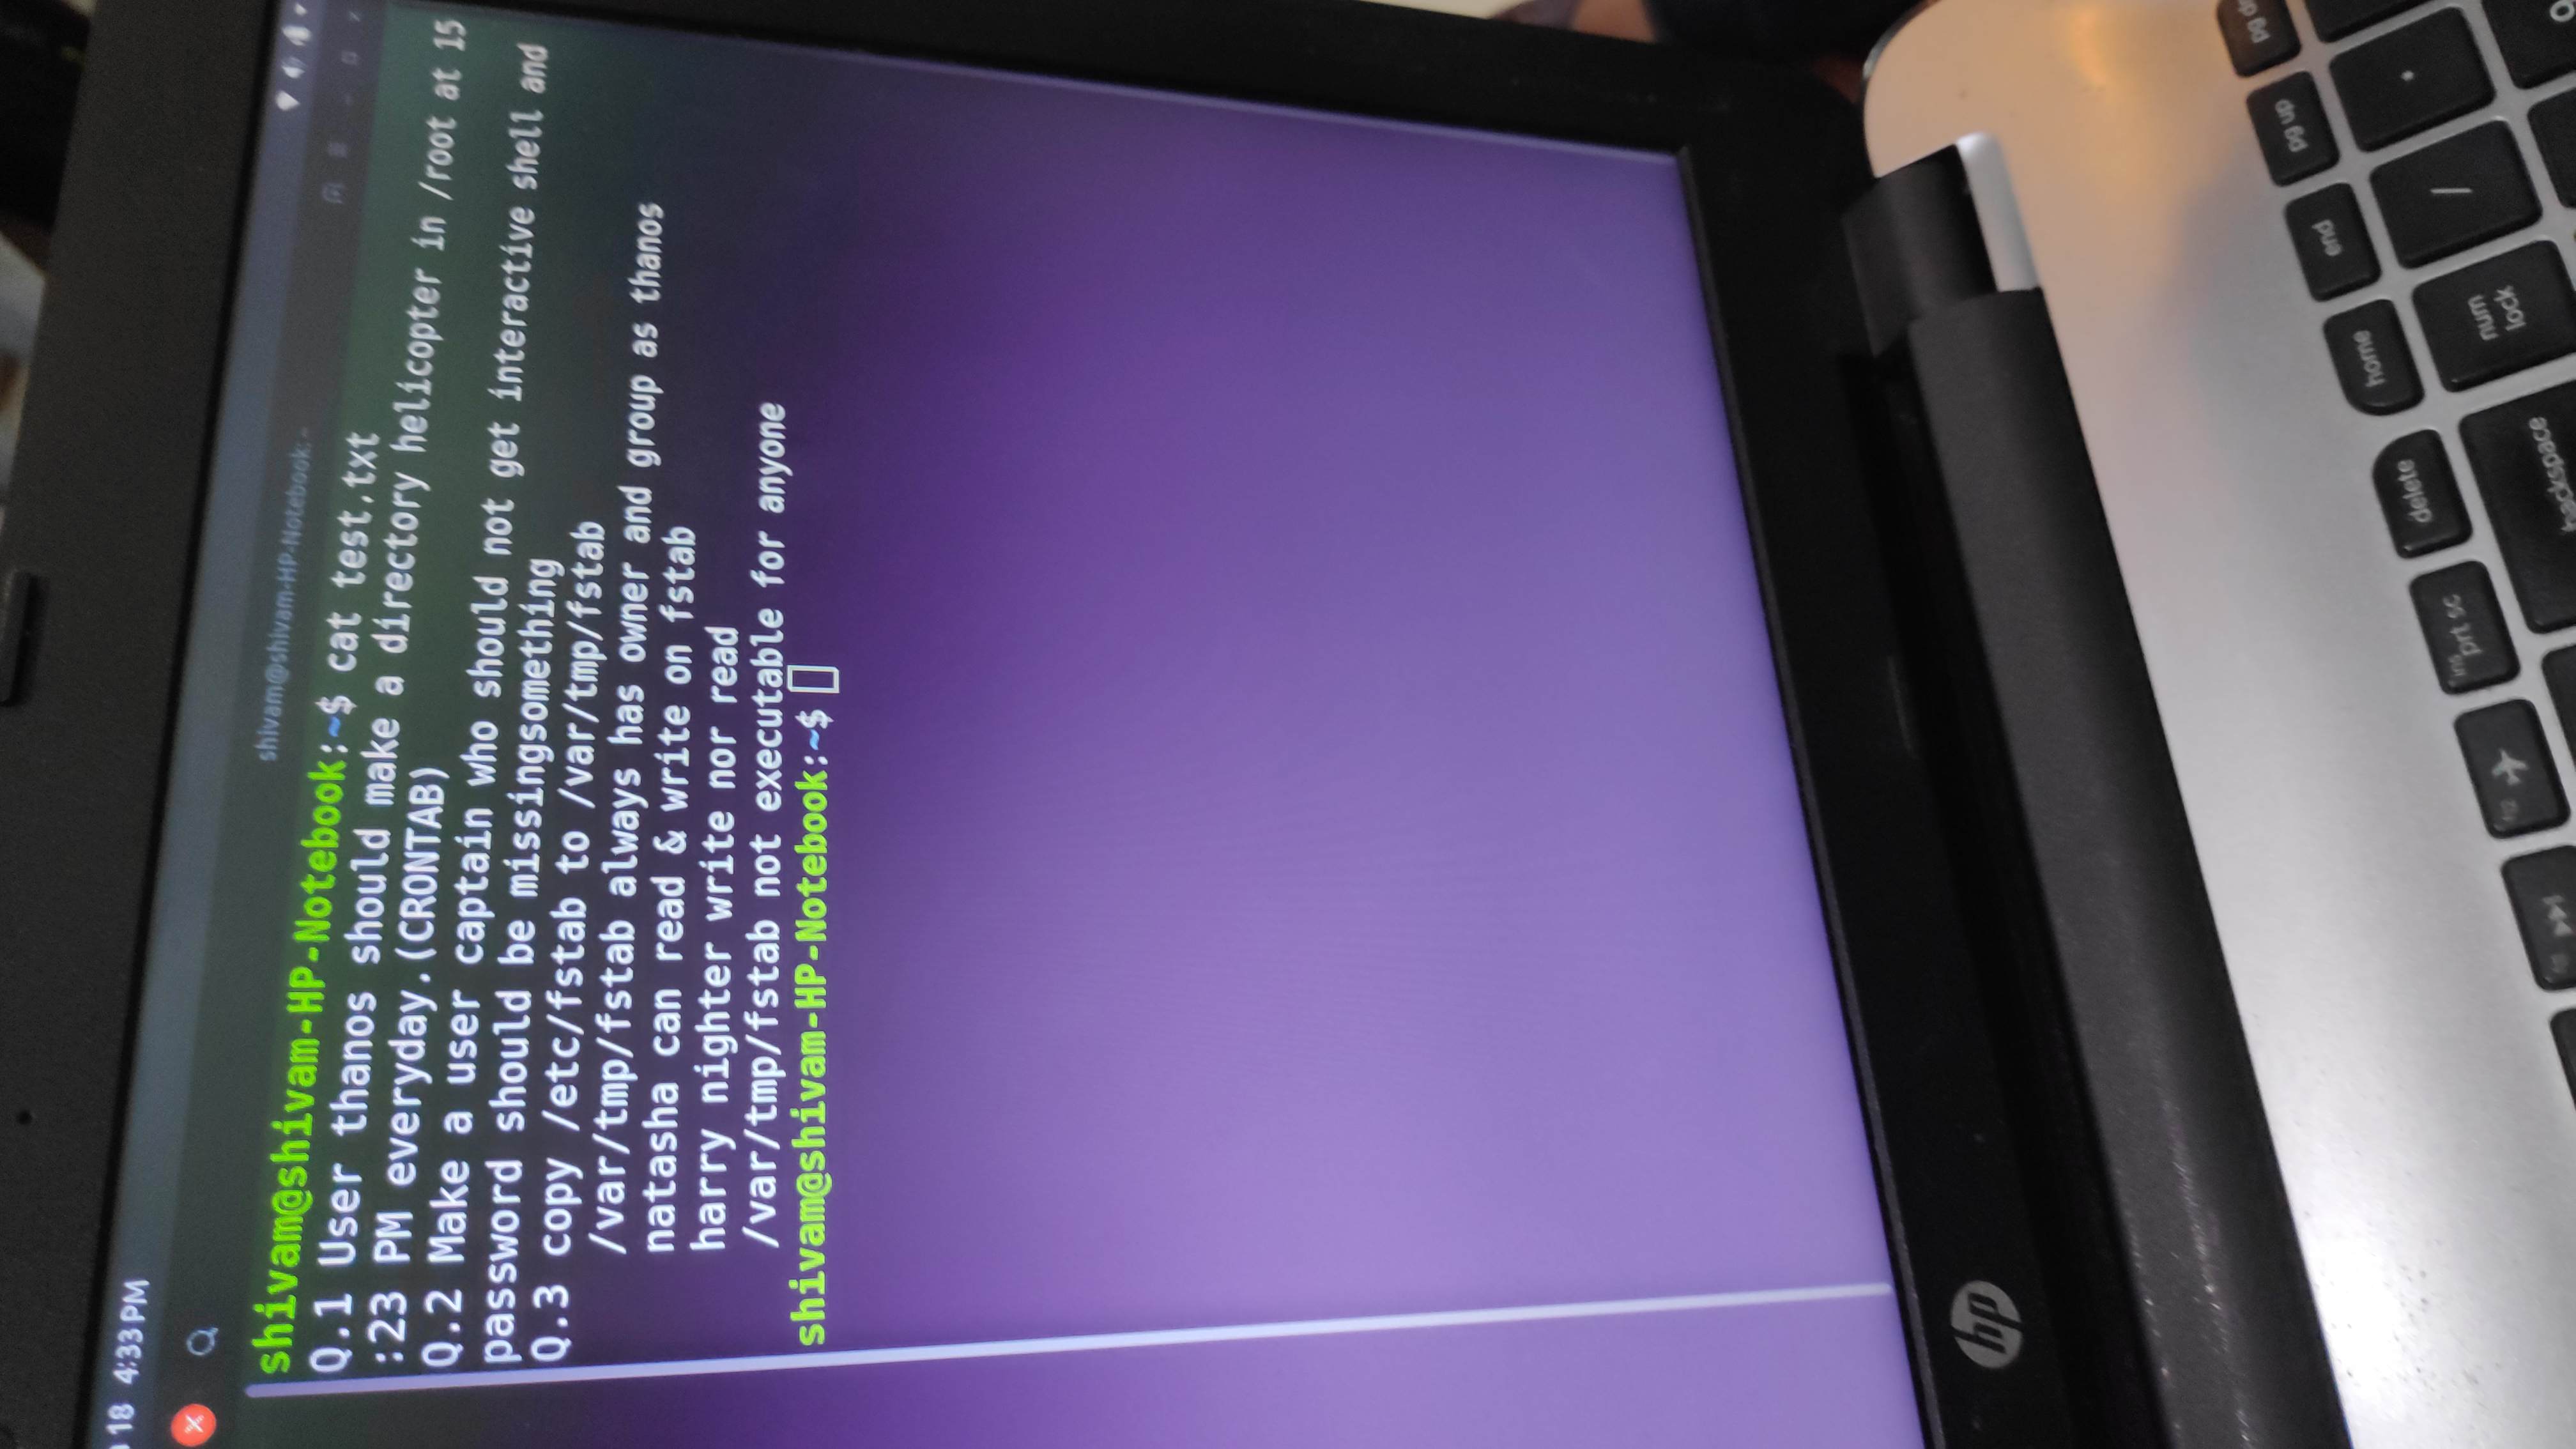 18 4:33 PM
shivam@shivam-HP-Notebook: ~
shivam@shivam-HP-Notebook:~$ cat test.txt
Q.1 User thanos should make a directory helicopter in /root at 15
:23 PM everyday.(CRONTAB)
Q.2 Make a user captain who should not get interactive shell and
password should be missingsomething
Q.3 copy /etc/fstab to /var/tmp/fstab
/var/tmp/fstab always has owner and group as thanos
natasha can read & write on fstab
harry nighter write nor read
/var/tmp/fstab not executable for anyone
shivam@shivam-HP-Notebook:~$
hp
pg up
end
home
delete
ins prt sc
num
lock
/
backspace